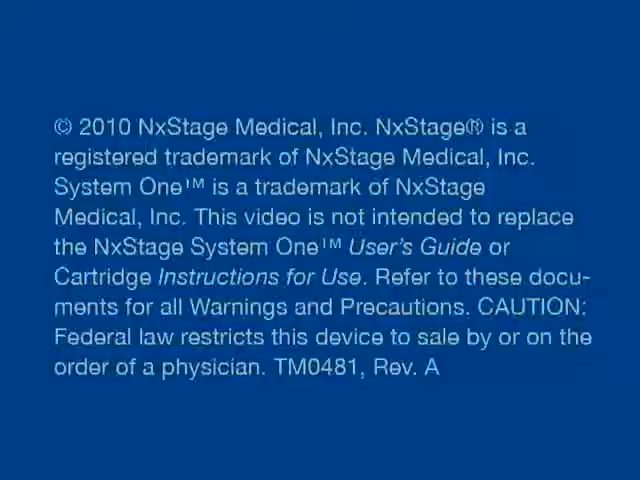 © 2010 NxStage Medical, Inc. NxStage® is a
registered trademark of NxStage Medical, Inc.
System One™ is a trademark of NxStage
Medical, Inc. This video is not intended to replace
the NxStage System One™ User's Guide or
Cartridge Instructions for Use. Refer to these docu-
ments for all Warnings and Precautions. CAUTION:
Federal law restricts this device to sale by or on the
order of a physician. TM0481, Rev. A